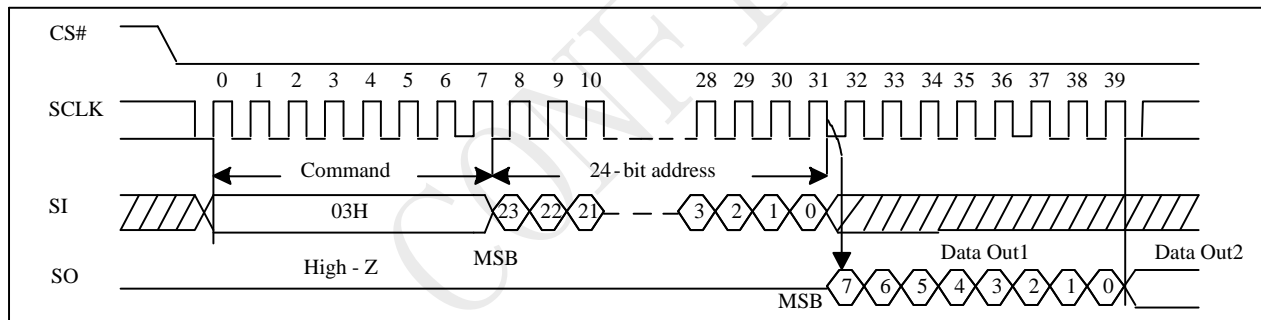 CS#
0 1 2 3 4 5 6 7 8 9 10 28 29 30 31 32 33 34 35 36 37 38 39
SCLK
Command 24-bit address
SI 03H 23 22 21 3 2 1 0
High - Z MSB Data Out1 Data Out2
SO MSB 7 6 5 4 3 2 1 0